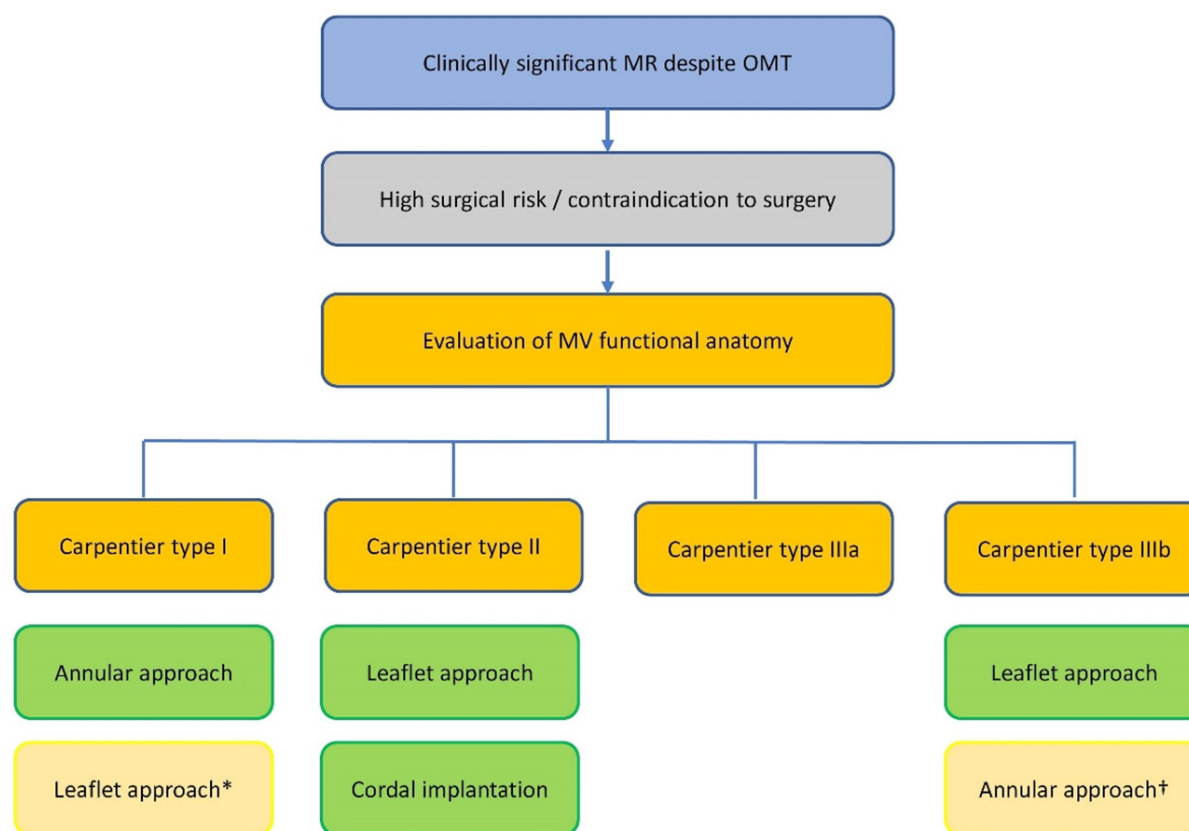 Clinically significant MR despite OMT
High surgical risk / contraindication to surgery
Evaluation of MV functional anatomy
Carpentier type I
Carpentier type II
Carpentier type IIIa
Carpentier type IIIb
Annular approach
Leaflet approach
Leaflet approach
Leaflet approach*
Cordal implantation
Annular approach†